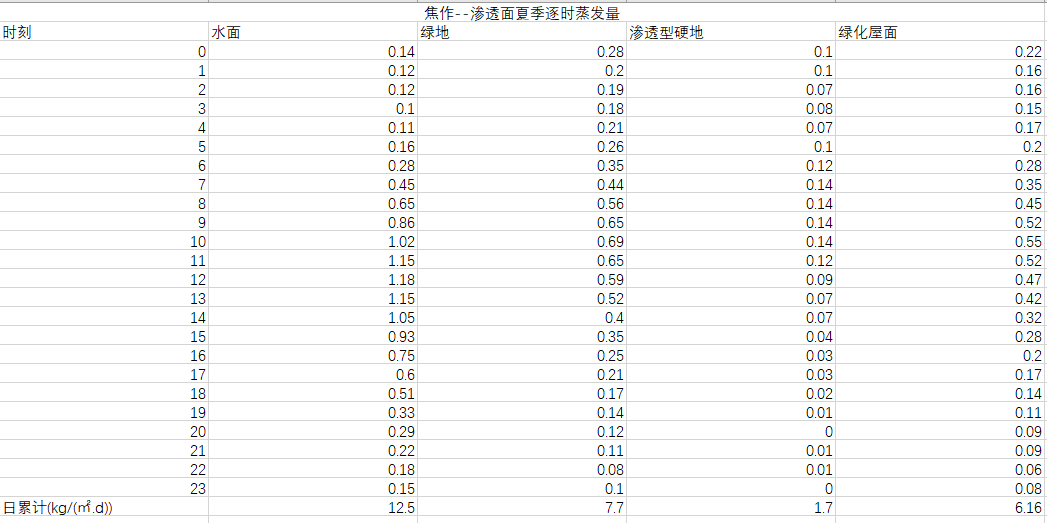 焦作--渗透面夏季逐时蒸发量
时刻 水面 绿地 渗透型硬地 绿化屋面
0 0.14 0.28 0.1 0.22
1 0.12 0.2 0.1 0.16
2 0.12 0.19 0.07 0.16
3 0.1 0.18 0.08 0.15
4 0.11 0.21 0.07 0.17
5 0.16 0.26 0.1 0.2
6 0.28 0.35 0.12 0.28
7 0.45 0.44 0.14 0.35
8 0.65 0.56 0.14 0.45
9 0.86 0.65 0.14 0.52
10 1.02 0.69 0.14 0.55
11 1.15 0.65 0.12 0.52
12 1.18 0.59 0.09 0.47
13 1.15 0.52 0.07 0.42
14 1.05 0.4 0.07 0.32
15 0.93 0.35 0.04 0.28
16 0.75 0.25 0.03 0.2
17 0.6 0.21 0.03 0.17
18 0.51 0.17 0.02 0.14
19 0.33 0.14 0.01 0.11
20 0.29 0.12 0 0.09
21 0.22 0.11 0.01 0.09
22 0.18 0.08 0.01 0.06
23 0.15 0.1 0 0.08
日累计(kg/(㎡.d)) 12.5 7.7 1.7 6.16